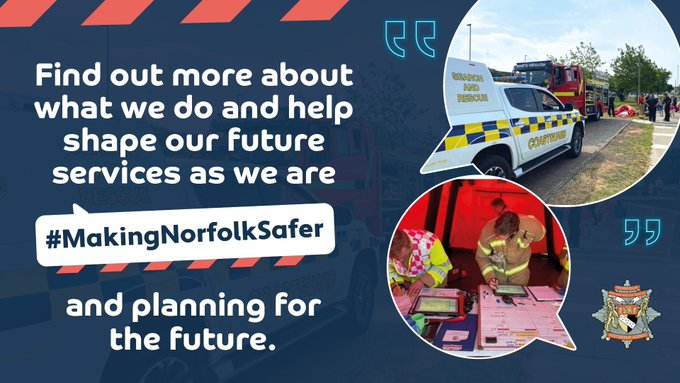 Find out more about
what we do and help
shape our future
services as we are
#MakingNorfolkSafer
and planning for
the future.
SEARCH
AND
RESCUE
COASTGUARD